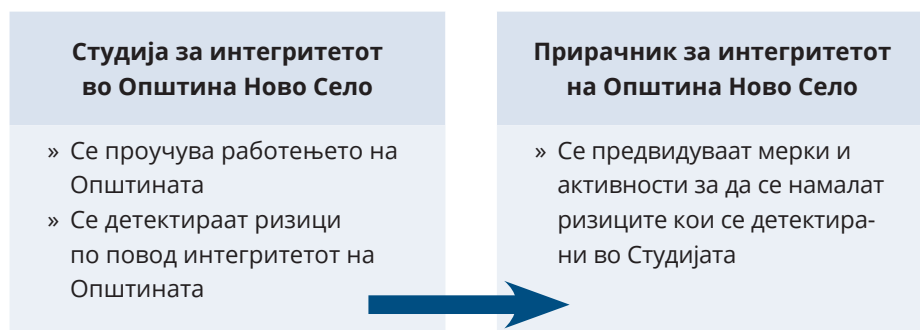 Студија за интегритетот
во Општина Ново Село
» Се проучува работењето на
Општината
» Се детектираат ризици
по повод интегритетот на
Општината
Прирачник за интегритетот
на Општина Ново Село
» Се предвидуваат мерки и
активности за да се намалат
ризиците кои се детектира-
ни во Студијата